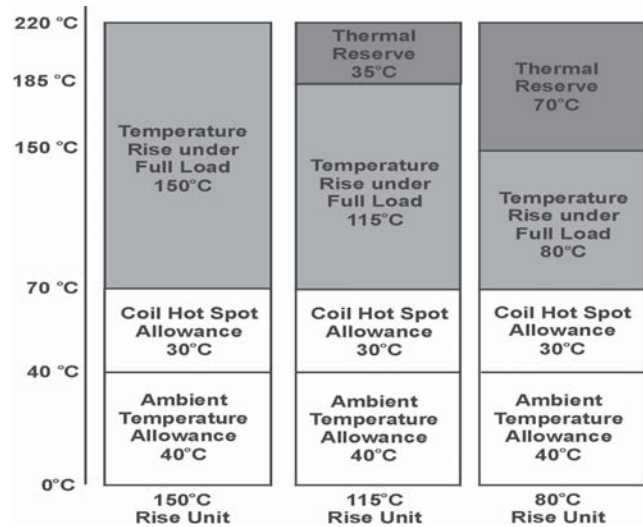 220 °C
185 °C
150 °C
70 °C
40 °C
0°C
Temperature
Rise under
Full Load
150°C
Coil Hot Spot
Allowance
30°C
Ambient
Temperature
Allowance
40°C
150°C
Rise Unit
Thermal
Reserve
35°C
Temperature
Rise under
Full Load
115°C
Coil Hot Spot
Allowance
30°C
Ambient
Temperature
Allowance
40°C
115°C
Rise Unit
Thermal
Reserve
70°C
Temperature
Rise under
Full Load
80°C
Coil Hot Spot
Allowance
30°C
Ambient
Temperature
Allowance
40°C
80°C
Rise Unit